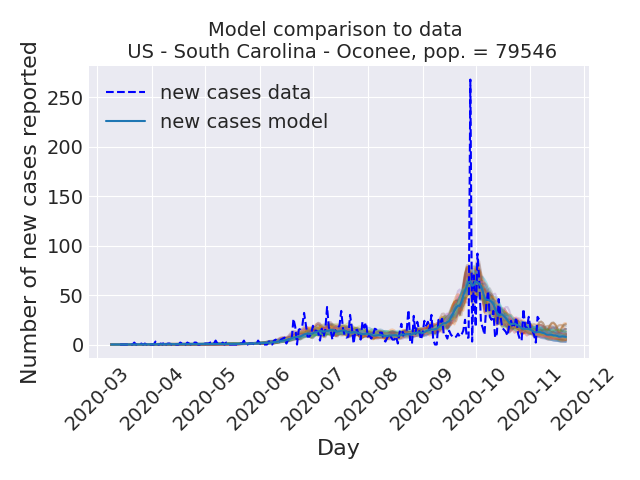 Model comparison to data
US - South Carolina - Oconee, pop. = 79546
Number of new cases reported
250
200
150
100
50
0
new cases data
new cases model
2020-03
2020-04
2020-05
2020-06
2020-07
2020-08
2020-09
2020-10
2020-11
2020-12
Day